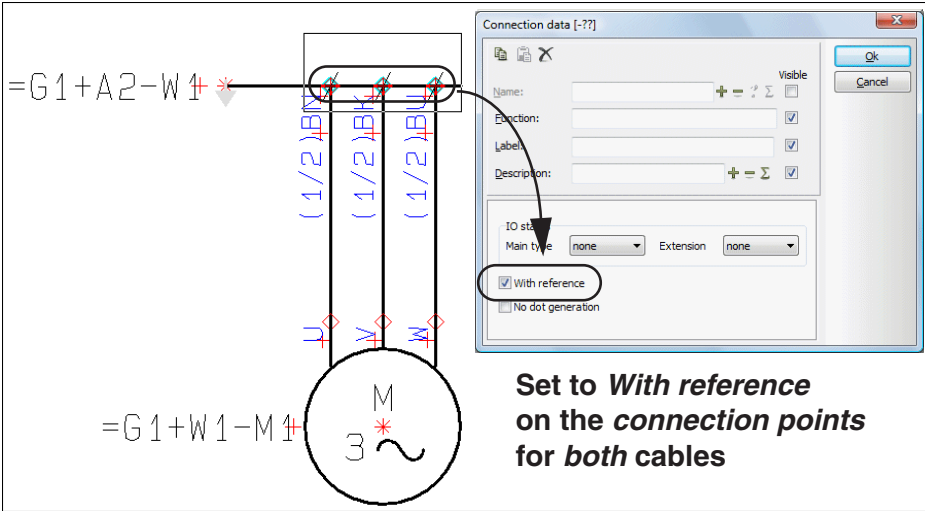 Connection data [-??]
Ok
Cancel
Visible
Name:
Function:
Label:
Description:
IO status
Main type none Extension none
With reference
No dot generation
=G1+A2-W1
(1/2)BN (1/2)BK (1/2)BU
U V W
M
3
=G1+W1-M1
Set to With reference
on the connection points
for both cables